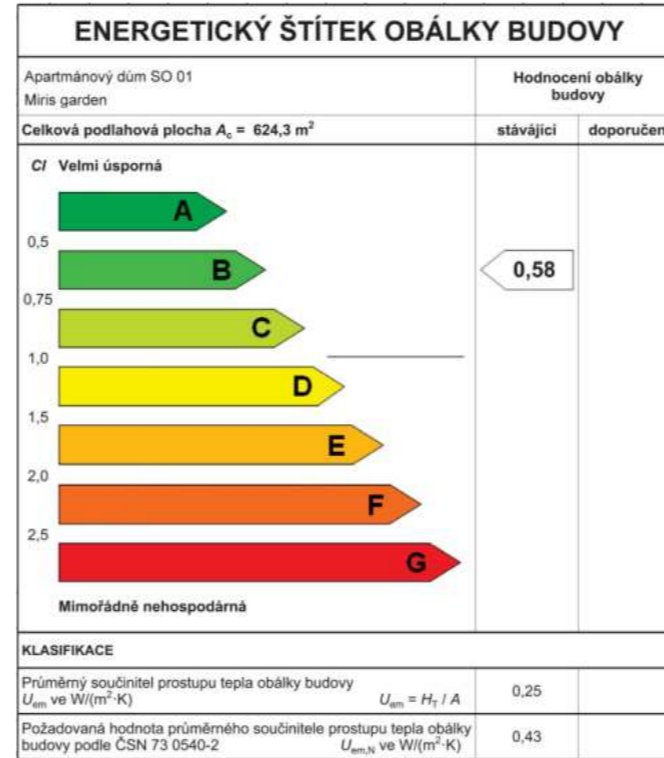 ENERGETICKÝ ŠTÍTEK OBÁLKY BUDOVY
Apartmánový dům SO 01
Miris garden
Hodnocení obálky
budovy
Celková podlahová plocha Ac = 624,3 m²
stávájící
doporučen
CI Velmi úsporná
A
0,5
B
0,58
0,75
C
1,0
D
1,5
E
2,0
F
2,5
G
Mimořádně nehospodárná
KLASIFIKACE
Průměrný součinitel prostupu tepla obálky budovy
Uem ve W/(m²·K) Uem = HT / A
0,25
Požadovaná hodnota průměrného součinitele prostupu tepla obálky
budovy podle ČSN 73 0540-2 Uem,N ve W/(m²·K)
0,43